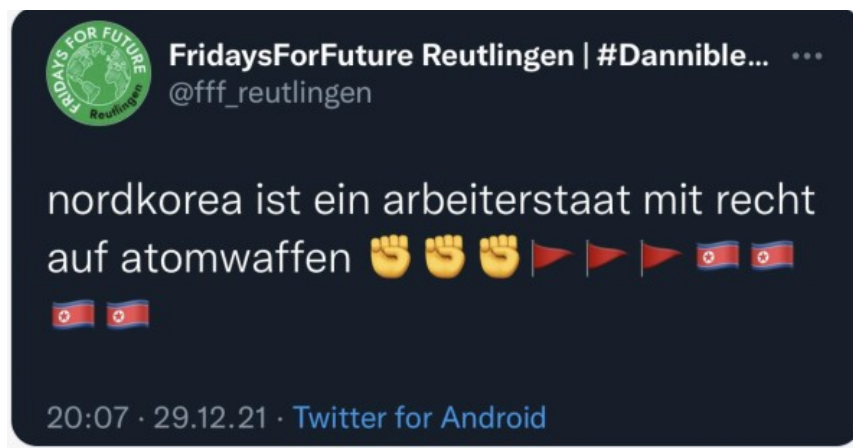 FRIDAYS FOR FUTURE
Reutlingen
FridaysForFuture Reutlingen | #Dannible...
@fff_reutlingen
nordkorea ist ein arbeiterstaat mit recht
auf atomwaffen ✊✊✊🚩🚩🚩🇰🇵🇰🇵
🇰🇵🇰🇵
20:07 · 29.12.21 · Twitter for Android